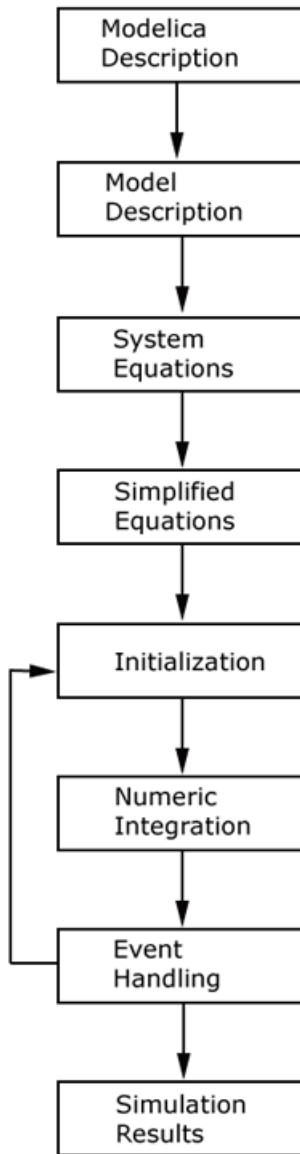 Modelica
Description
Model
Description
System
Equations
Simplified
Equations
Initialization
Numeric
Integration
Event
Handling
Simulation
Results